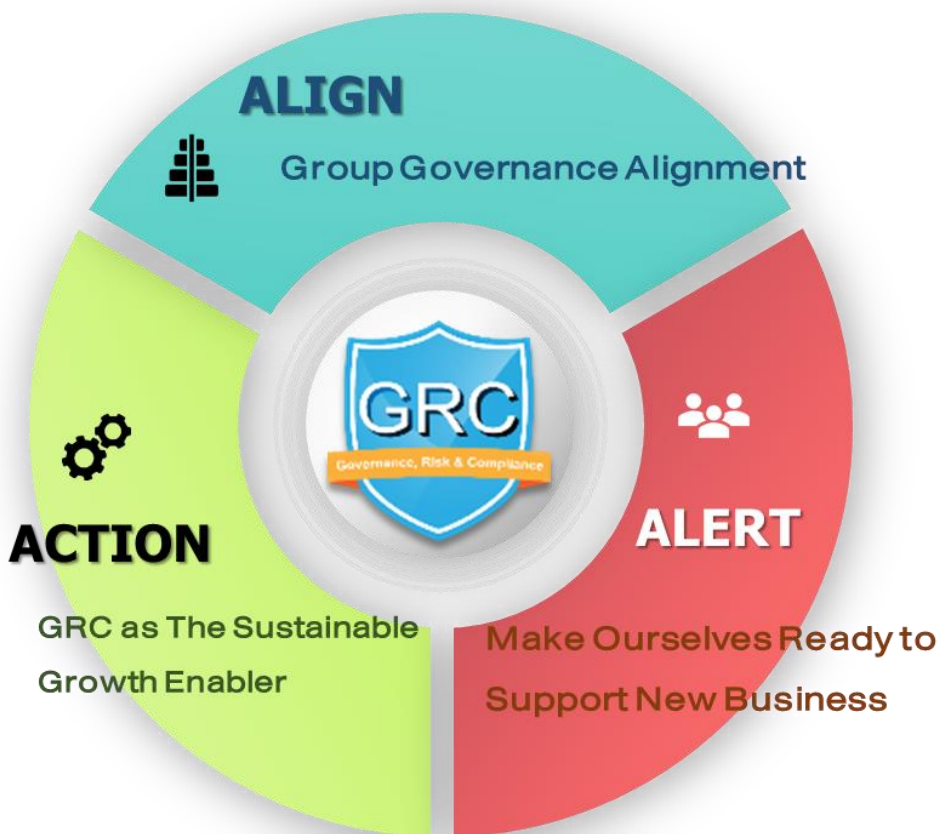 ALIGN
Group Governance Alignment
GRC
Governance, Risk & Compliance
ACTION
GRC as The Sustainable
Growth Enabler
ALERT
Make Ourselves Ready to
Support New Business